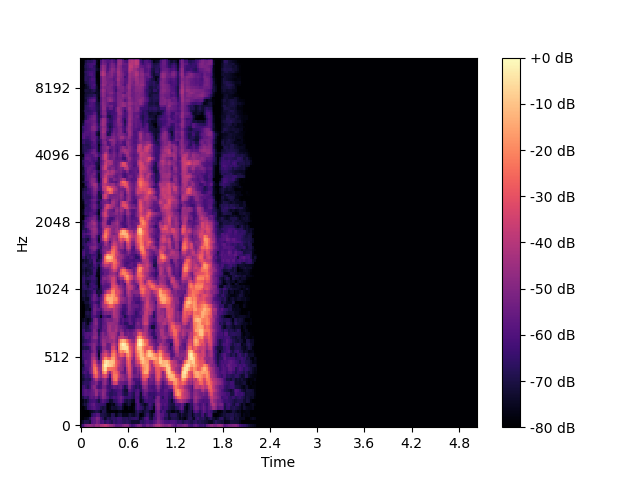 +0 dB
8192
-10 dB
4096
-20 dB
-30 dB
2048
Hz
-40 dB
1024
-50 dB
-60 dB
512
-70 dB
0
-80 dB
0 0.6 1.2 1.8 2.4 3 3.6 4.2 4.8
Time